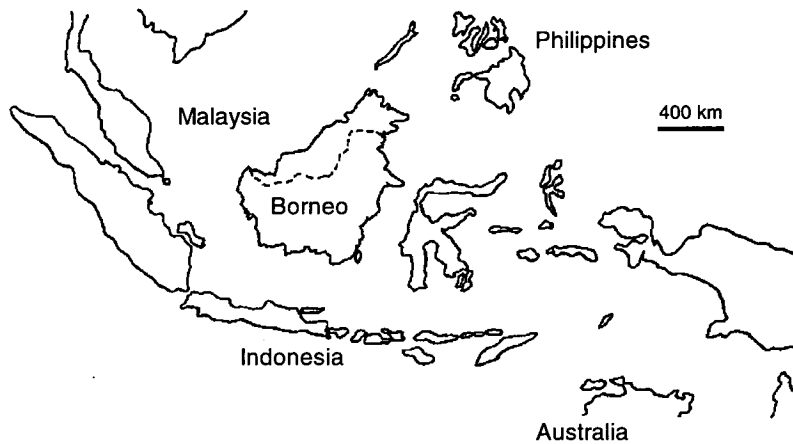 Philippines
400 km
Malaysia
Borneo
Indonesia
Australia